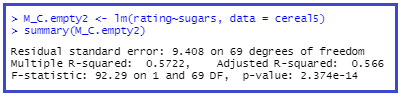 > M_C.empty2 <- lm(rating~sugars, data = cereal5)
> summary(M_C.empty2)
Residual standard error: 9.408 on 69 degrees of freedom
Multiple R-squared:  0.5722,    Adjusted R-squared:  0.566
F-statistic: 92.29 on 1 and 69 DF,  p-value: 2.374e-14